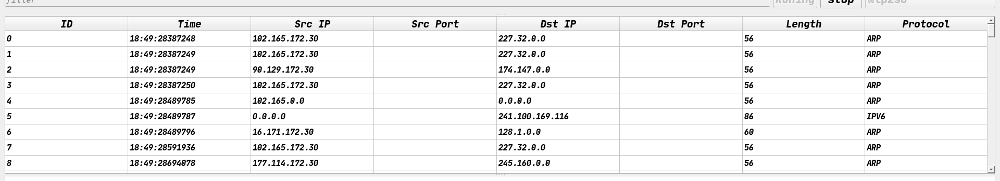 filter Runing stop wlp2s0
ID Time Src IP Src Port Dst IP Dst Port Length Protocol
0 18:49:28387248 102.165.172.30 227.32.0.0 56 ARP
1 18:49:28387249 102.165.172.30 227.32.0.0 56 ARP
2 18:49:28387249 90.129.172.30 174.147.0.0 56 ARP
3 18:49:28387250 102.165.172.30 227.32.0.0 56 ARP
4 18:49:28489785 102.165.0.0 0.0.0.0 56 ARP
5 18:49:28489787 0.0.0.0 241.100.169.116 86 IPV6
6 18:49:28489796 16.171.172.30 128.1.0.0 60 ARP
7 18:49:28591936 102.165.172.30 227.32.0.0 56 ARP
8 18:49:28694078 177.114.172.30 245.160.0.0 56 ARP